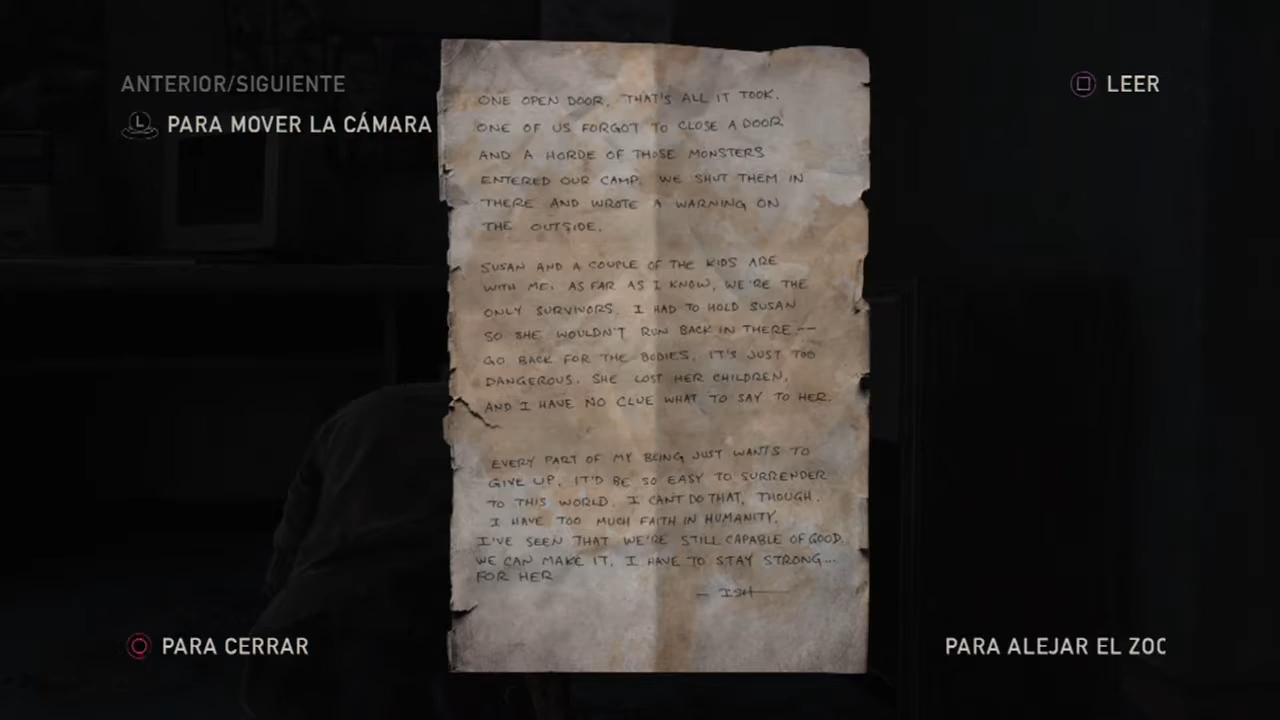 ANTERIOR/SIGUIENTE
L PARA MOVER LA CÁMARA
LEER
ONE OPEN DOOR. THAT'S ALL IT TOOK.
ONE OF US FORGOT TO CLOSE A DOOR
AND A HORDE OF THOSE MONSTERS
ENTERED OUR CAMP. WE SHUT THEM IN
THERE AND WROTE A WARNING ON
THE OUTSIDE.
SUSAN AND A COUPLE OF THE KIDS ARE
WITH ME. AS FAR AS I KNOW, WE'RE THE
ONLY SURVIVORS. I HAD TO HOLD SUSAN
SO SHE WOULDN'T RUN BACK IN THERE --
GO BACK FOR THE BODIES. IT'S JUST TOO
DANGEROUS. SHE LOST HER CHILDREN,
AND I HAVE NO CLUE WHAT TO SAY TO HER.
EVERY PART OF MY BEING JUST WANTS TO
GIVE UP. IT'D BE SO EASY TO SURRENDER
TO THIS WORLD. I CAN'T DO THAT, THOUGH.
I HAVE TOO MUCH FAITH IN HUMANITY.
I'VE SEEN THAT WE'RE STILL CAPABLE OF GOOD.
WE CAN MAKE IT. I HAVE TO STAY STRONG...
FOR HER
- ISH
PARA CERRAR
PARA ALEJAR EL ZOO